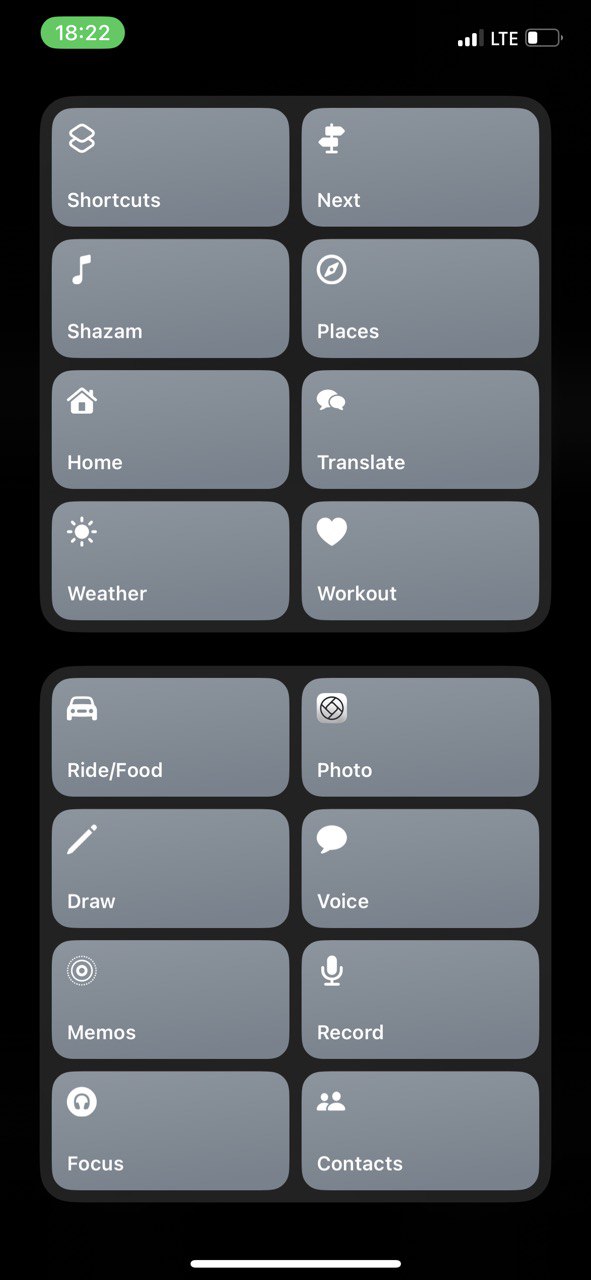 18:22
LTE
Shortcuts
Next
Shazam
Places
Home
Translate
Weather
Workout
Ride/Food
Photo
Draw
Voice
Memos
Record
Focus
Contacts